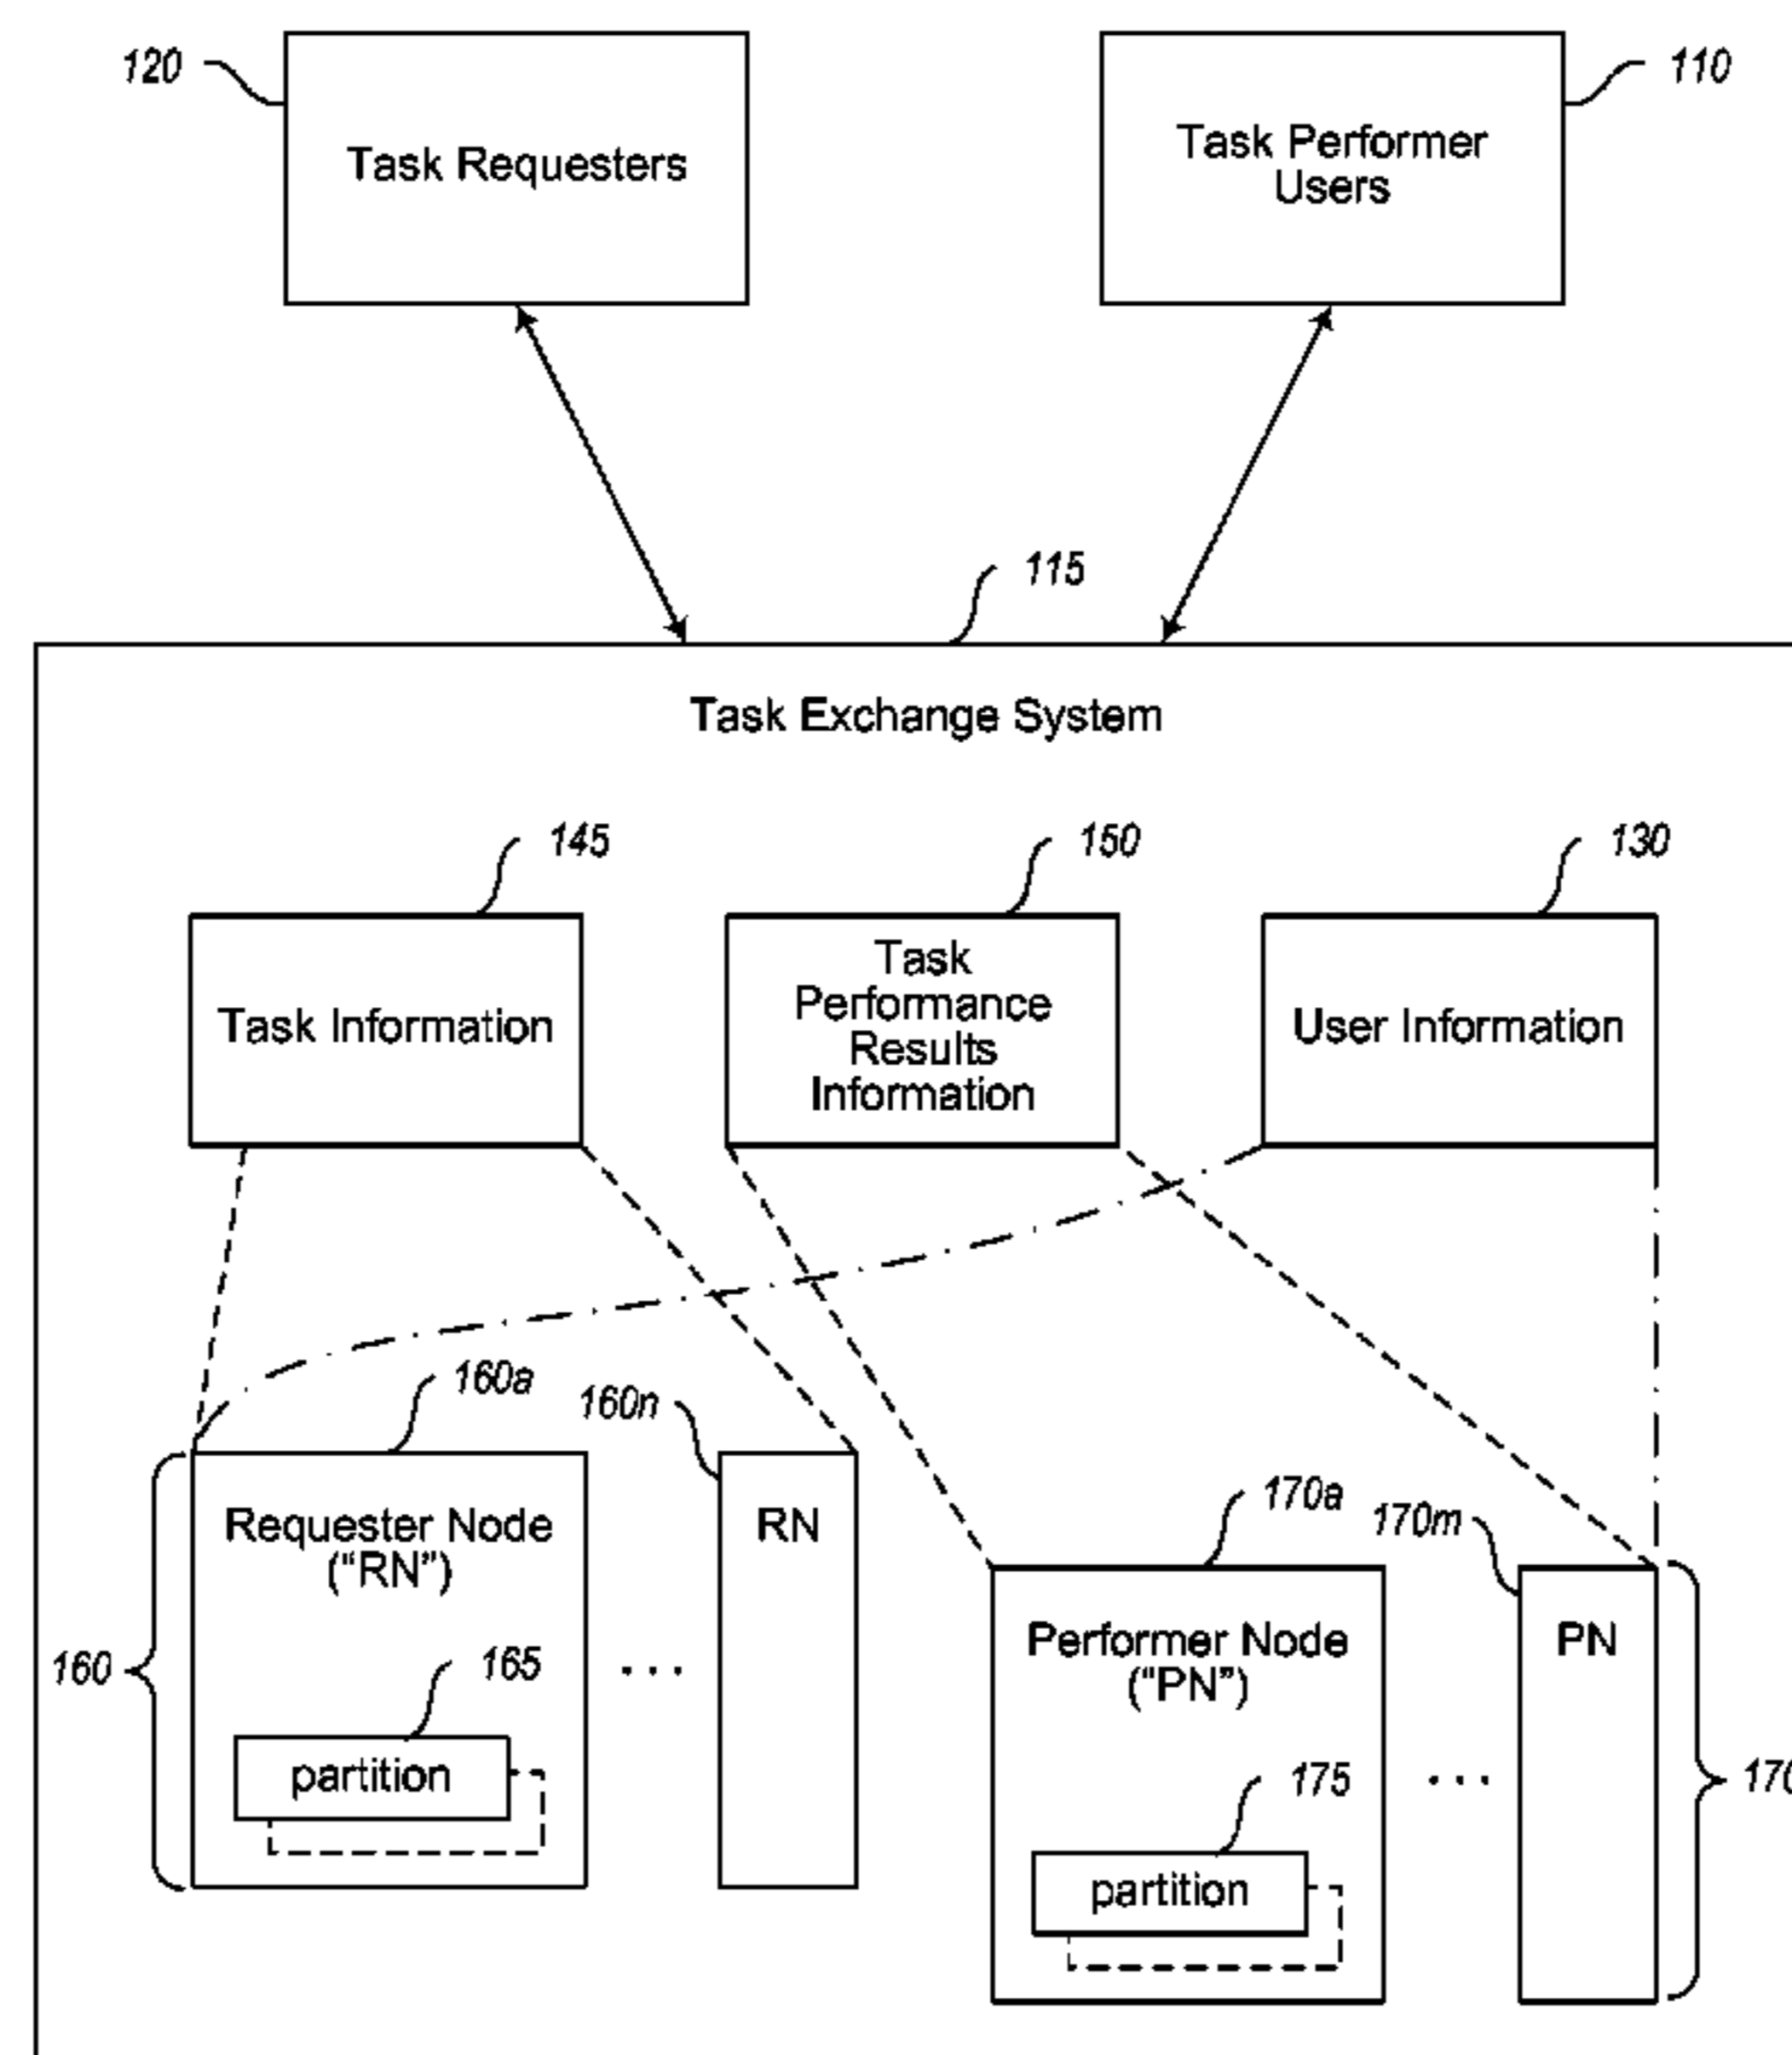 120
110
Task Requesters
Task Performer
Users
115
Task Exchange System
145
150
130
Task Information
Task
Performance
Results
Information
User Information
160a
160n
170a
170m
Requester Node
("RN")
RN
Performer Node
("PN")
PN
160
165
...
partition
175
...
170
partition